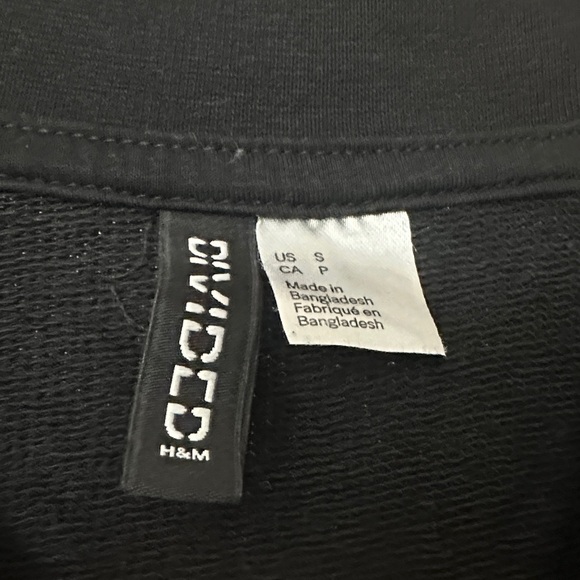 DIVIDED
H&M
US S
CA P
Made in
Bangladesh
Fabriqué en
Bangladesh